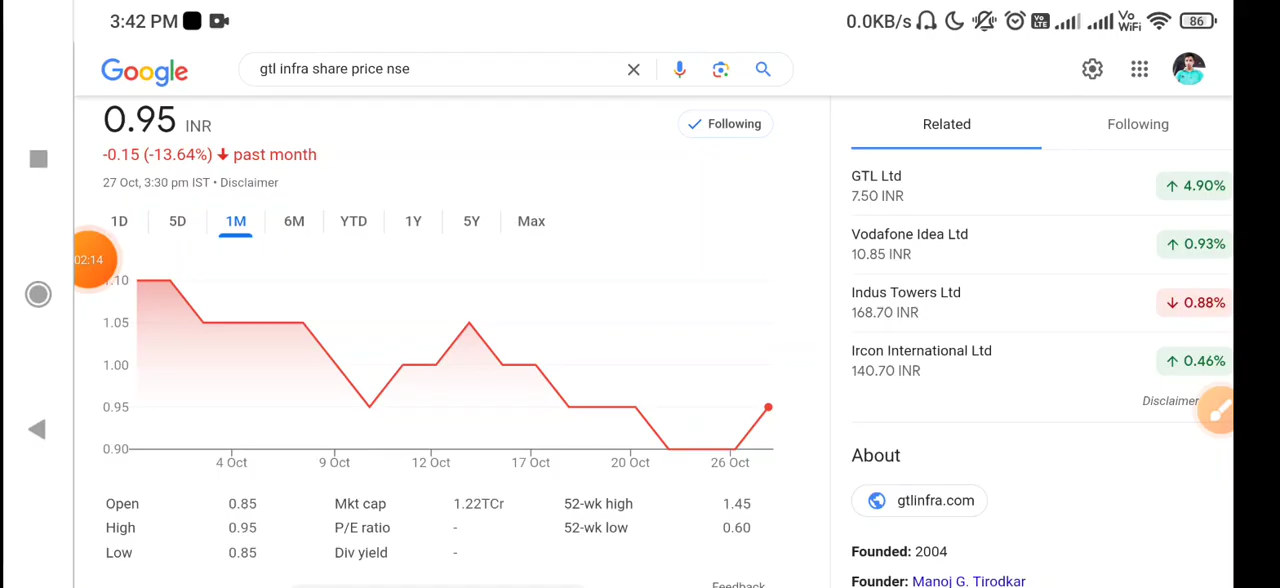 3:42 PM
0.0KB/s Vo LTE Vo WiFi 86
Google
gtl infra share price nse
0.95 INR
Following
-0.15 (-13.64%) past month
27 Oct, 3:30 pm IST • Disclaimer
1D 5D 1M 6M YTD 1Y 5Y Max
02:14
.10
1.05
1.00
0.95
0.90
4 Oct 9 Oct 12 Oct 17 Oct 20 Oct 26 Oct
Open 0.85 Mkt cap 1.22TCr 52-wk high 1.45
High 0.95 P/E ratio - 52-wk low 0.60
Low 0.85 Div yield -
Feedback
Related Following
GTL Ltd
7.50 INR
↑ 4.90%
Vodafone Idea Ltd
10.85 INR
↑ 0.93%
Indus Towers Ltd
168.70 INR
↓ 0.88%
Ircon International Ltd
140.70 INR
↑ 0.46%
Disclaimer
About
gtlinfra.com
Founded: 2004
Founder: Manoj G. Tirodkar